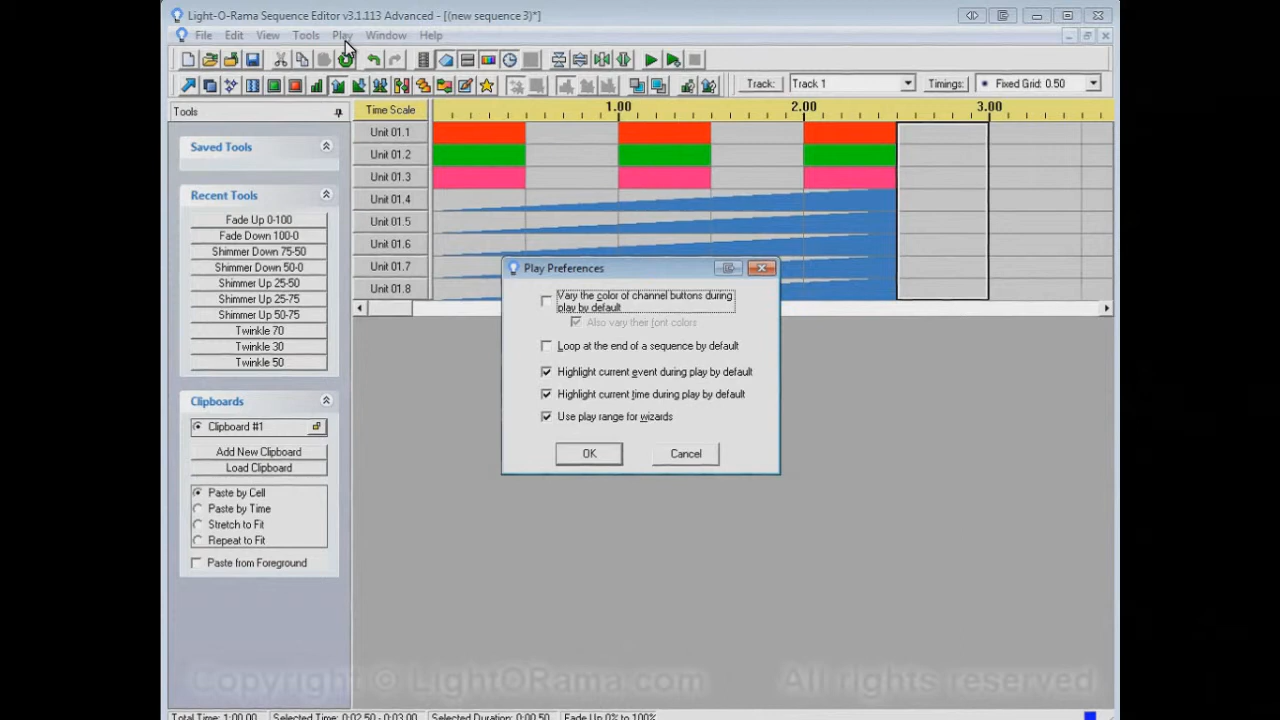 Light-O-Rama Sequence Editor v3.1.113 Advanced - [(new sequence 3)*]
File Edit View Tools Play Window Help
Track: Track 1 Timings: Fixed Grid: 0.50
Tools
Time Scale 1.00 2.00 3.00
Unit 01.1
Unit 01.2
Unit 01.3
Unit 01.4
Unit 01.5
Unit 01.6
Unit 01.7
Unit 01.8
Saved Tools
Recent Tools
Fade Up 0-100
Fade Down 100-0
Shimmer Down 75-50
Shimmer Down 50-0
Shimmer Up 25-50
Shimmer Up 25-75
Shimmer Up 50-75
Twinkle 70
Twinkle 30
Twinkle 50
Clipboards
Clipboard #1
Add New Clipboard
Load Clipboard
Paste by Cell
Paste by Time
Stretch to Fit
Repeat to Fit
Paste from Foreground
Play Preferences
Vary the color of channel buttons during
play by default
Also vary their font colors
Loop at the end of a sequence by default
Highlight current event during play by default
Highlight current time during play by default
Use play range for wizards
OK Cancel
Copyright © LightORama.com All rights reserved
Total Time: 1:00.00 Selected Time: 0:02.50 - 0:03.00 Selected Duration: 0:00.50 Fade Up 0% to 100%